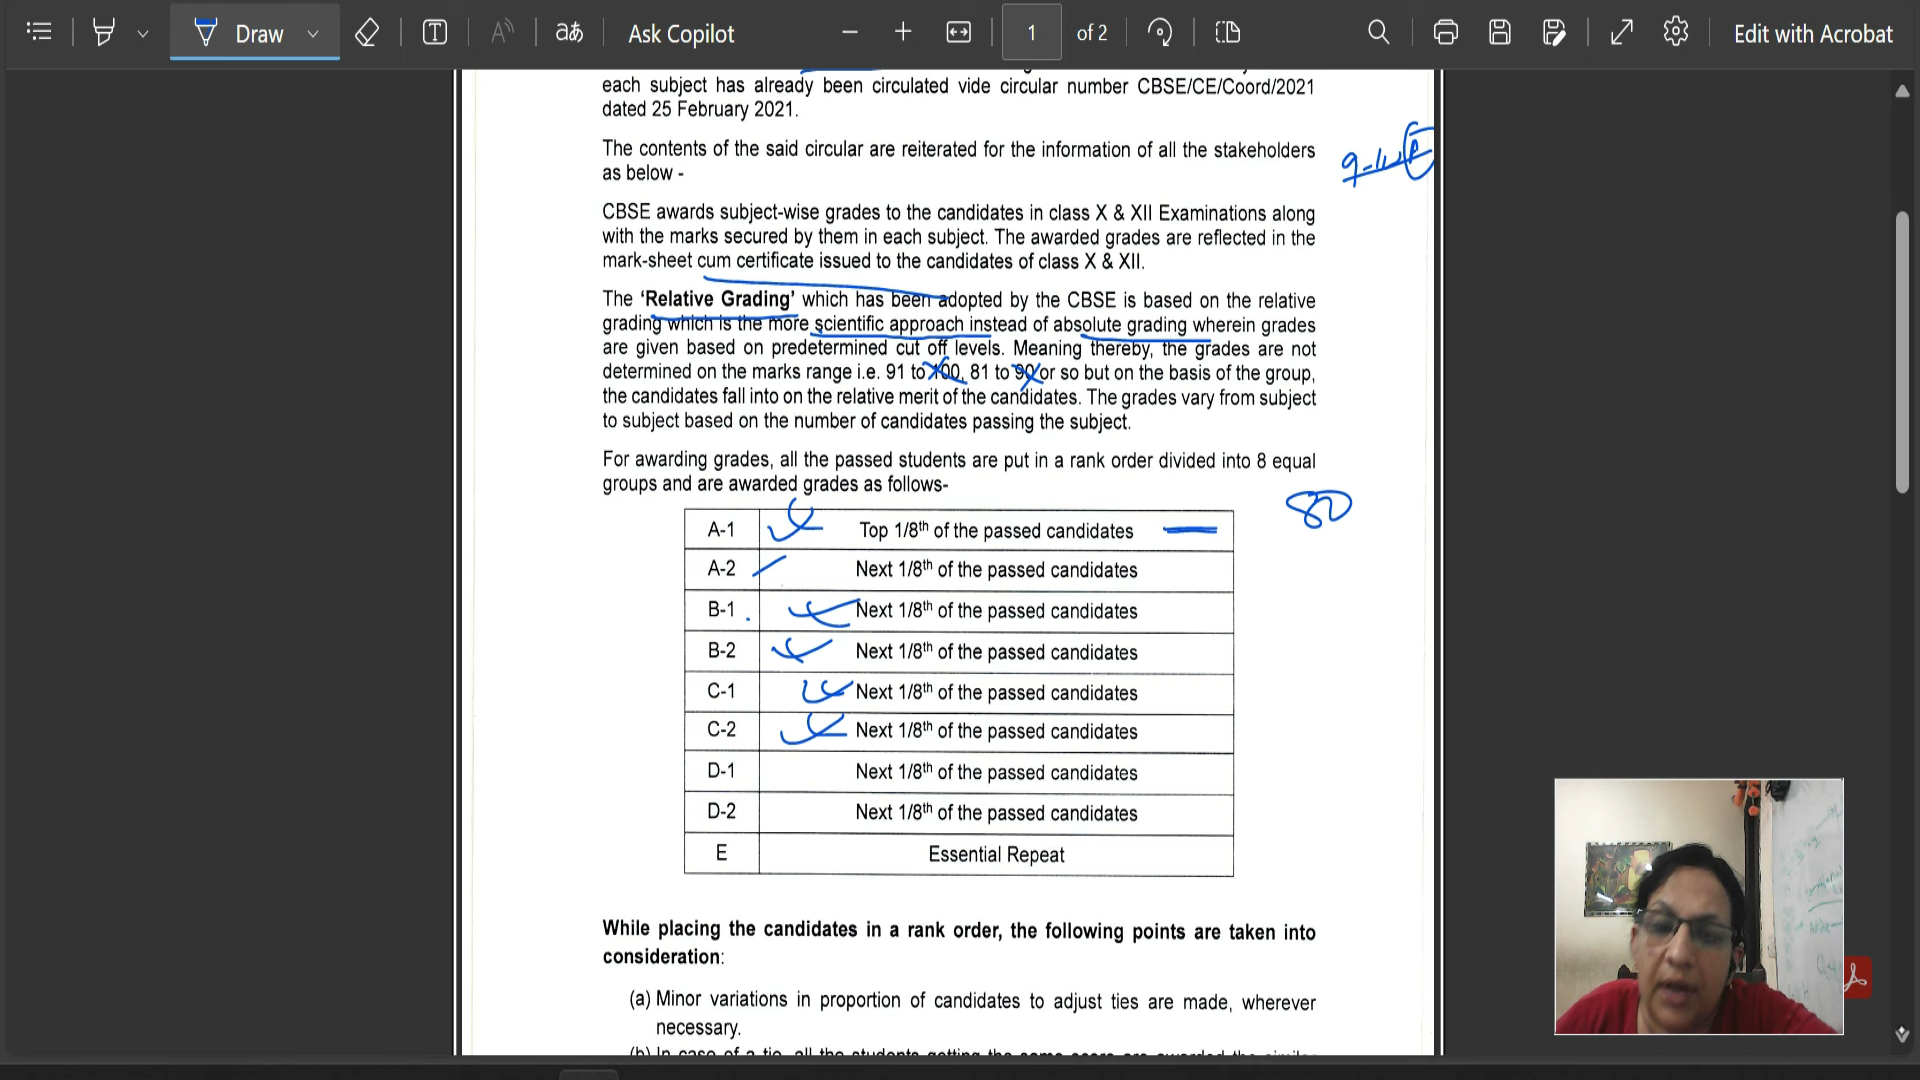 Draw
Ask Copilot
1
of 2
Edit with Acrobat
each subject has already been circulated vide circular number CBSE/CE/Coord/2021
dated 25 February 2021.
The contents of the said circular are reiterated for the information of all the stakeholders
as below -
CBSE awards subject-wise grades to the candidates in class X & XII Examinations along
with the marks secured by them in each subject. The awarded grades are reflected in the
mark-sheet cum certificate issued to the candidates of class X & XII.
The ‘Relative Grading’ which has been adopted by the CBSE is based on the relative
grading which is the more scientific approach instead of absolute grading wherein grades
are given based on predetermined cut off levels. Meaning thereby, the grades are not
determined on the marks range i.e. 91 to 100, 81 to 90 or so but on the basis of the group,
the candidates fall into on the relative merit of the candidates. The grades vary from subject
to subject based on the number of candidates passing the subject.
For awarding grades, all the passed students are put in a rank order divided into 8 equal
groups and are awarded grades as follows-
80
A-1 Top 1/8th of the passed candidates
A-2 Next 1/8th of the passed candidates
B-1 Next 1/8th of the passed candidates
B-2 Next 1/8th of the passed candidates
C-1 Next 1/8th of the passed candidates
C-2 Next 1/8th of the passed candidates
D-1 Next 1/8th of the passed candidates
D-2 Next 1/8th of the passed candidates
E Essential Repeat
While placing the candidates in a rank order, the following points are taken into
consideration:
(a) Minor variations in proportion of candidates to adjust ties are made, wherever
necessary.
(b) In case of a tie, all the students getting the same score are awarded the similar